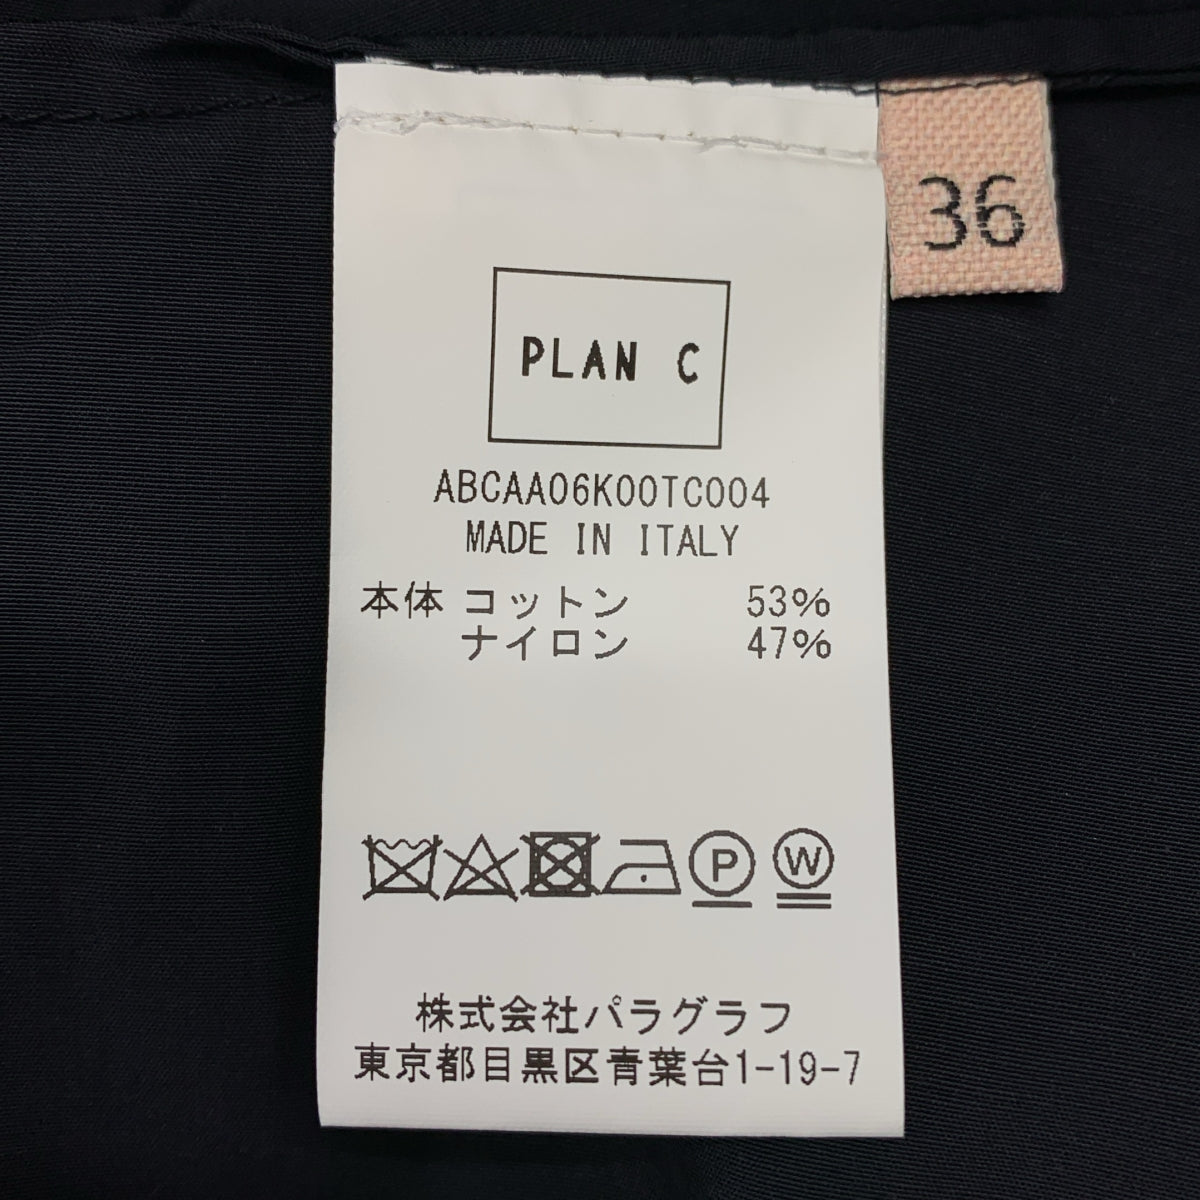 36
PLAN C
ABCAA06K00TC004
MADE IN ITALY
本体 コットン 53%
ナイロン 47%
P W
株式会社パラグラフ
東京都目黒区青葉台1-19-7